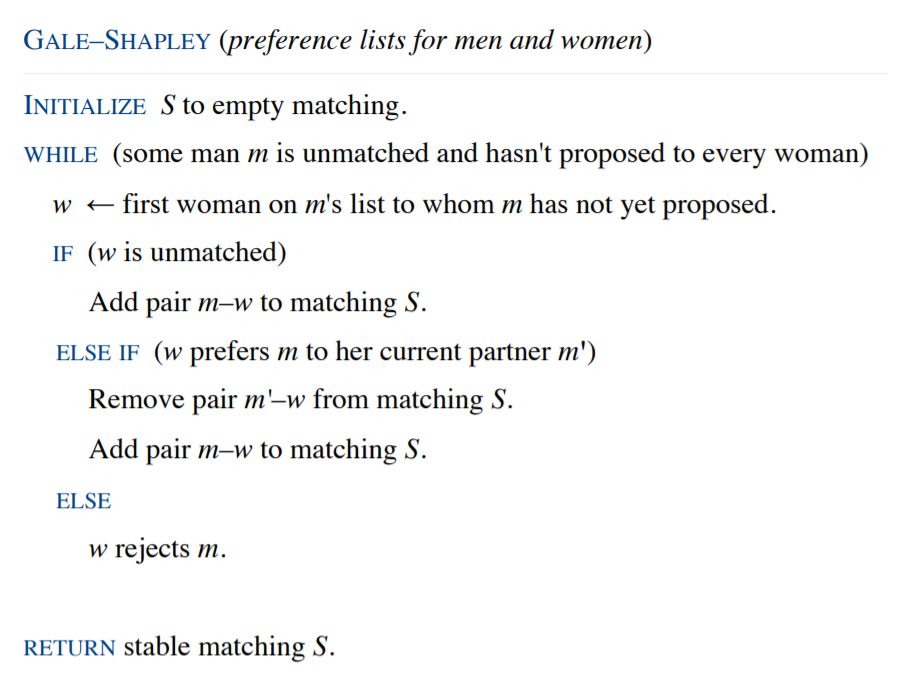 GALE–SHAPLEY (preference lists for men and women)
INITIALIZE S to empty matching.
WHILE (some man m is unmatched and hasn't proposed to every woman)
w ← first woman on m's list to whom m has not yet proposed.
IF (w is unmatched)
Add pair m–w to matching S.
ELSE IF (w prefers m to her current partner m')
Remove pair m'–w from matching S.
Add pair m–w to matching S.
ELSE
w rejects m.
RETURN stable matching S.